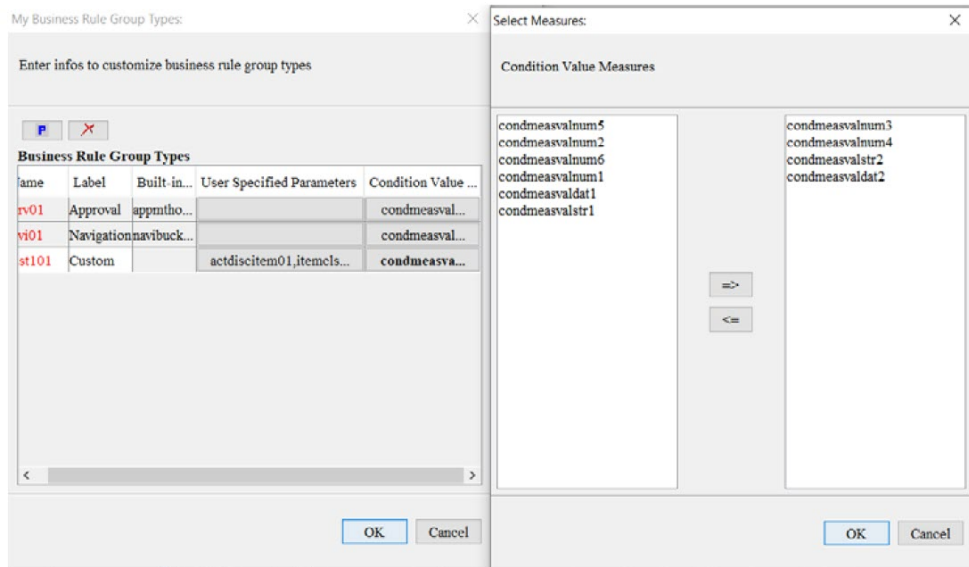 My Business Rule Group Types:
Enter infos to customize business rule group types
Business Rule Group Types
ame Label Built-in... User Specified Parameters Condition Value ...
rv01 Approval appmtho... condmeasval...
vi01 Navigation navibuck... condmeasval...
st101 Custom actdiscitem01,itemcls... condmeasva...
< >
OK Cancel
Select Measures:
Condition Value Measures
condmeasvalnum5
condmeasvalnum2
condmeasvalnum6
condmeasvalnum1
condmeasvaldat1
condmeasvalstr1
=>
<=
condmeasvalnum3
condmeasvalnum4
condmeasvalstr2
condmeasvaldat2
OK Cancel